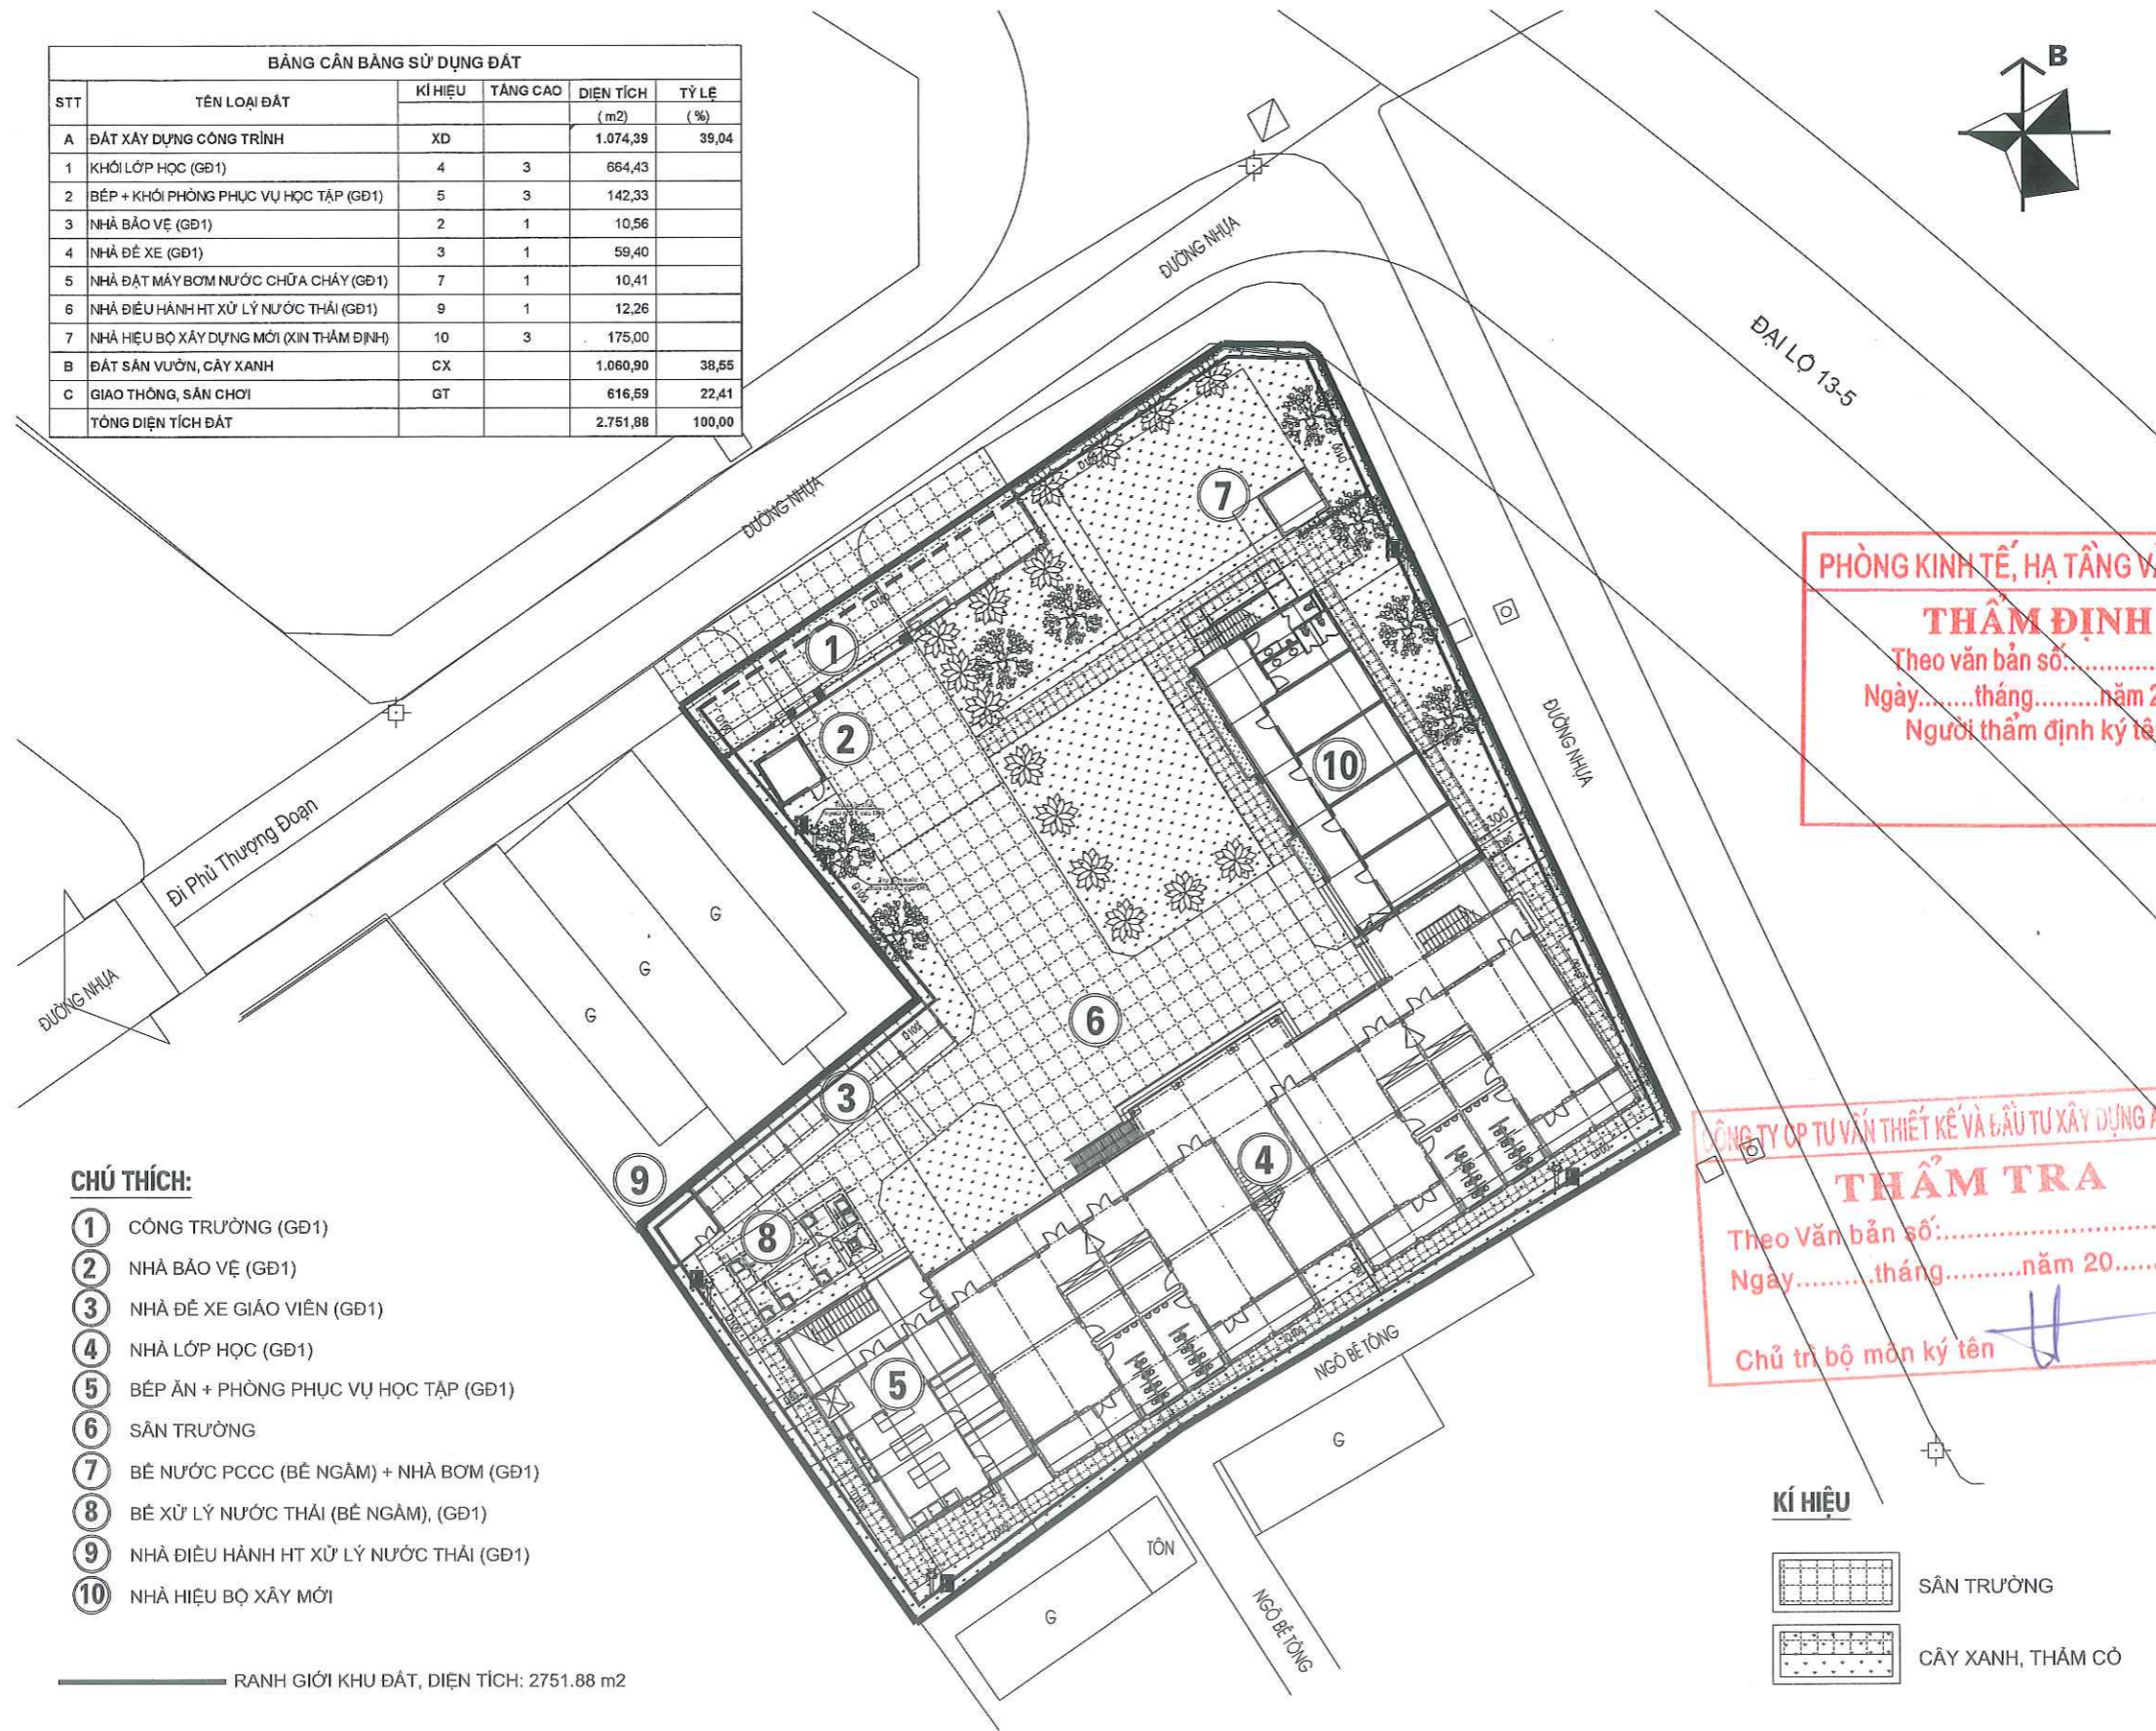 BẢNG CÂN BẰNG SỬ DỤNG ĐẤT
STT TÊN LOẠI ĐẤT KÍ HIỆU TẦNG CAO DIỆN TÍCH (m2) TỶ LỆ (%)
A ĐẤT XÂY DỰNG CÔNG TRÌNH XD 1.074,39 39,04
1 KHỐI LỚP HỌC (GĐ1) 4 3 664,43
2 BẾP + KHỐI PHÒNG PHỤC VỤ HỌC TẬP (GĐ1) 5 3 142,33
3 NHÀ BẢO VỆ (GĐ1) 2 1 10,56
4 NHÀ ĐỂ XE (GĐ1) 3 1 59,40
5 NHÀ ĐẶT MÁY BƠM NƯỚC CHỮA CHÁY (GĐ1) 7 1 10,41
6 NHÀ ĐIỀU HÀNH HT XỬ LÝ NƯỚC THẢI (GĐ1) 9 1 12,26
7 NHÀ HIỆU BỘ XÂY DỰNG MỚI (XIN THẨM ĐỊNH) 10 3 175,00
B ĐẤT SÂN VƯỜN, CÂY XANH CX 1.060,90 38,55
C GIAO THÔNG, SÂN CHƠI GT 616,59 22,41
TỔNG DIỆN TÍCH ĐẤT 2.751,88 100,00
B
ĐƯỜNG NHỰA
ĐẠI LỘ 13-5
ĐƯỜNG NHỰA
ĐƯỜNG NHỰA
Đi Phủ Thượng Đoạn
ĐƯỜNG NHỰA
1
2
3
4
5
6
7
8
9
10
G
G
G
G
G
TÔN
NGÕ BÊ TÔNG
NGÕ BÊ TÔNG
D100
PHÒNG KINH TẾ, HẠ TẦNG V
THẨM ĐỊNH
Theo văn bản số:............
Ngày.......tháng.........năm 2
Người thẩm định ký tê
CÔNG TY CP TƯ VẤN THIẾT KẾ VÀ ĐẦU TƯ XÂY DỰNG A
THẨM TRA
Theo Văn bản số:......................
Ngày..........tháng..........năm 20......
Chủ trì bộ môn ký tên
CHÚ THÍCH:
1 CỔNG TRƯỜNG (GĐ1)
2 NHÀ BẢO VỆ (GĐ1)
3 NHÀ ĐỂ XE GIÁO VIÊN (GĐ1)
4 NHÀ LỚP HỌC (GĐ1)
5 BẾP ĂN + PHÒNG PHỤC VỤ HỌC TẬP (GĐ1)
6 SÂN TRƯỜNG
7 BỂ NƯỚC PCCC (BỂ NGẦM) + NHÀ BƠM (GĐ1)
8 BỂ XỬ LÝ NƯỚC THẢI (BỂ NGẦM), (GĐ1)
9 NHÀ ĐIỀU HÀNH HT XỬ LÝ NƯỚC THẢI (GĐ1)
10 NHÀ HIỆU BỘ XÂY MỚI
RANH GIỚI KHU ĐẤT, DIỆN TÍCH: 2751.88 m2
KÍ HIỆU
SÂN TRƯỜNG
CÂY XANH, THẢM CỎ